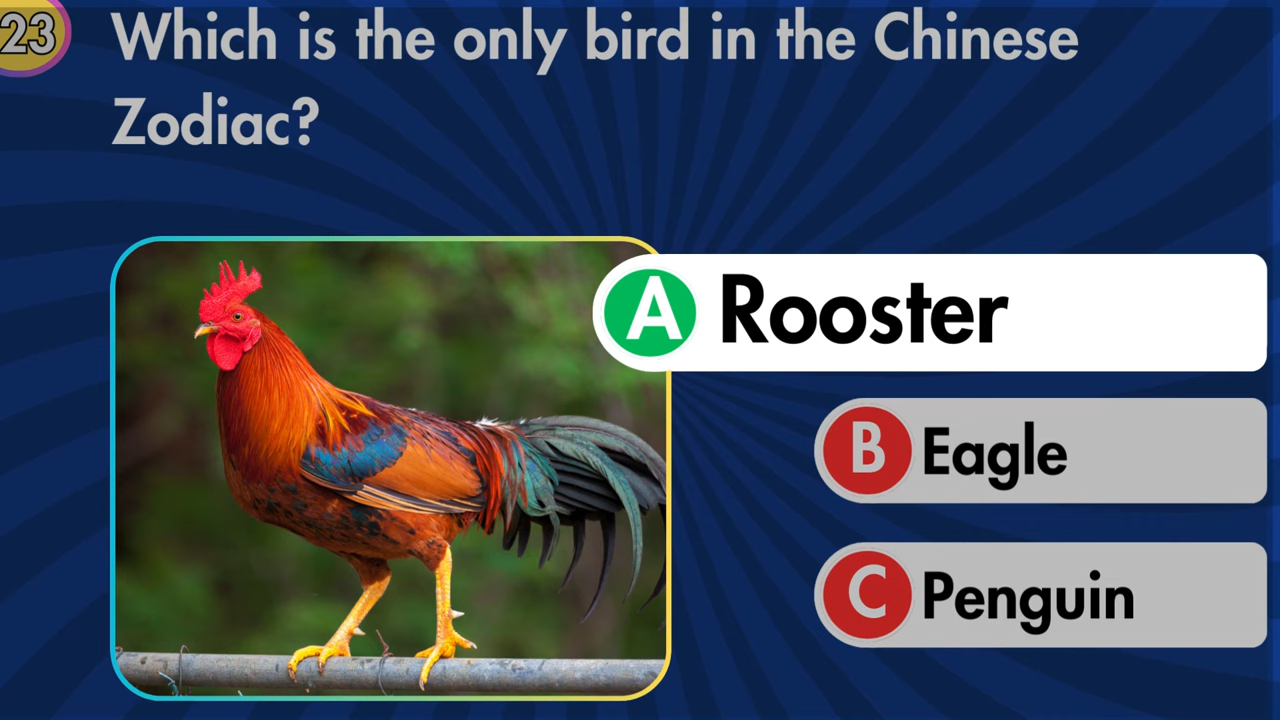 23
Which is the only bird in the Chinese
Zodiac?
A Rooster
B Eagle
C Penguin